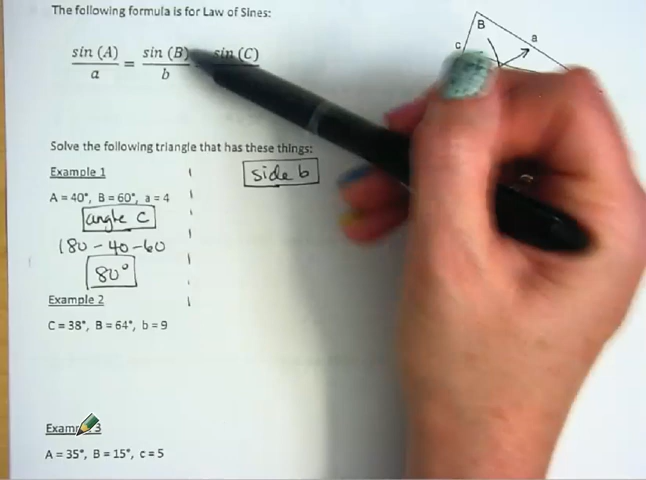 The following formula is for Law of Sines:
sin (A) / a = sin (B) / b sin (C)
B
a
c
Solve the following triangle that has these things:
Example 1
A = 40°, B = 60°, a = 4
angle C
180 - 40 - 60
80°
side b
Example 2
C = 38°, B = 64°, b = 9
3
A = 35°, B = 15°, c = 5